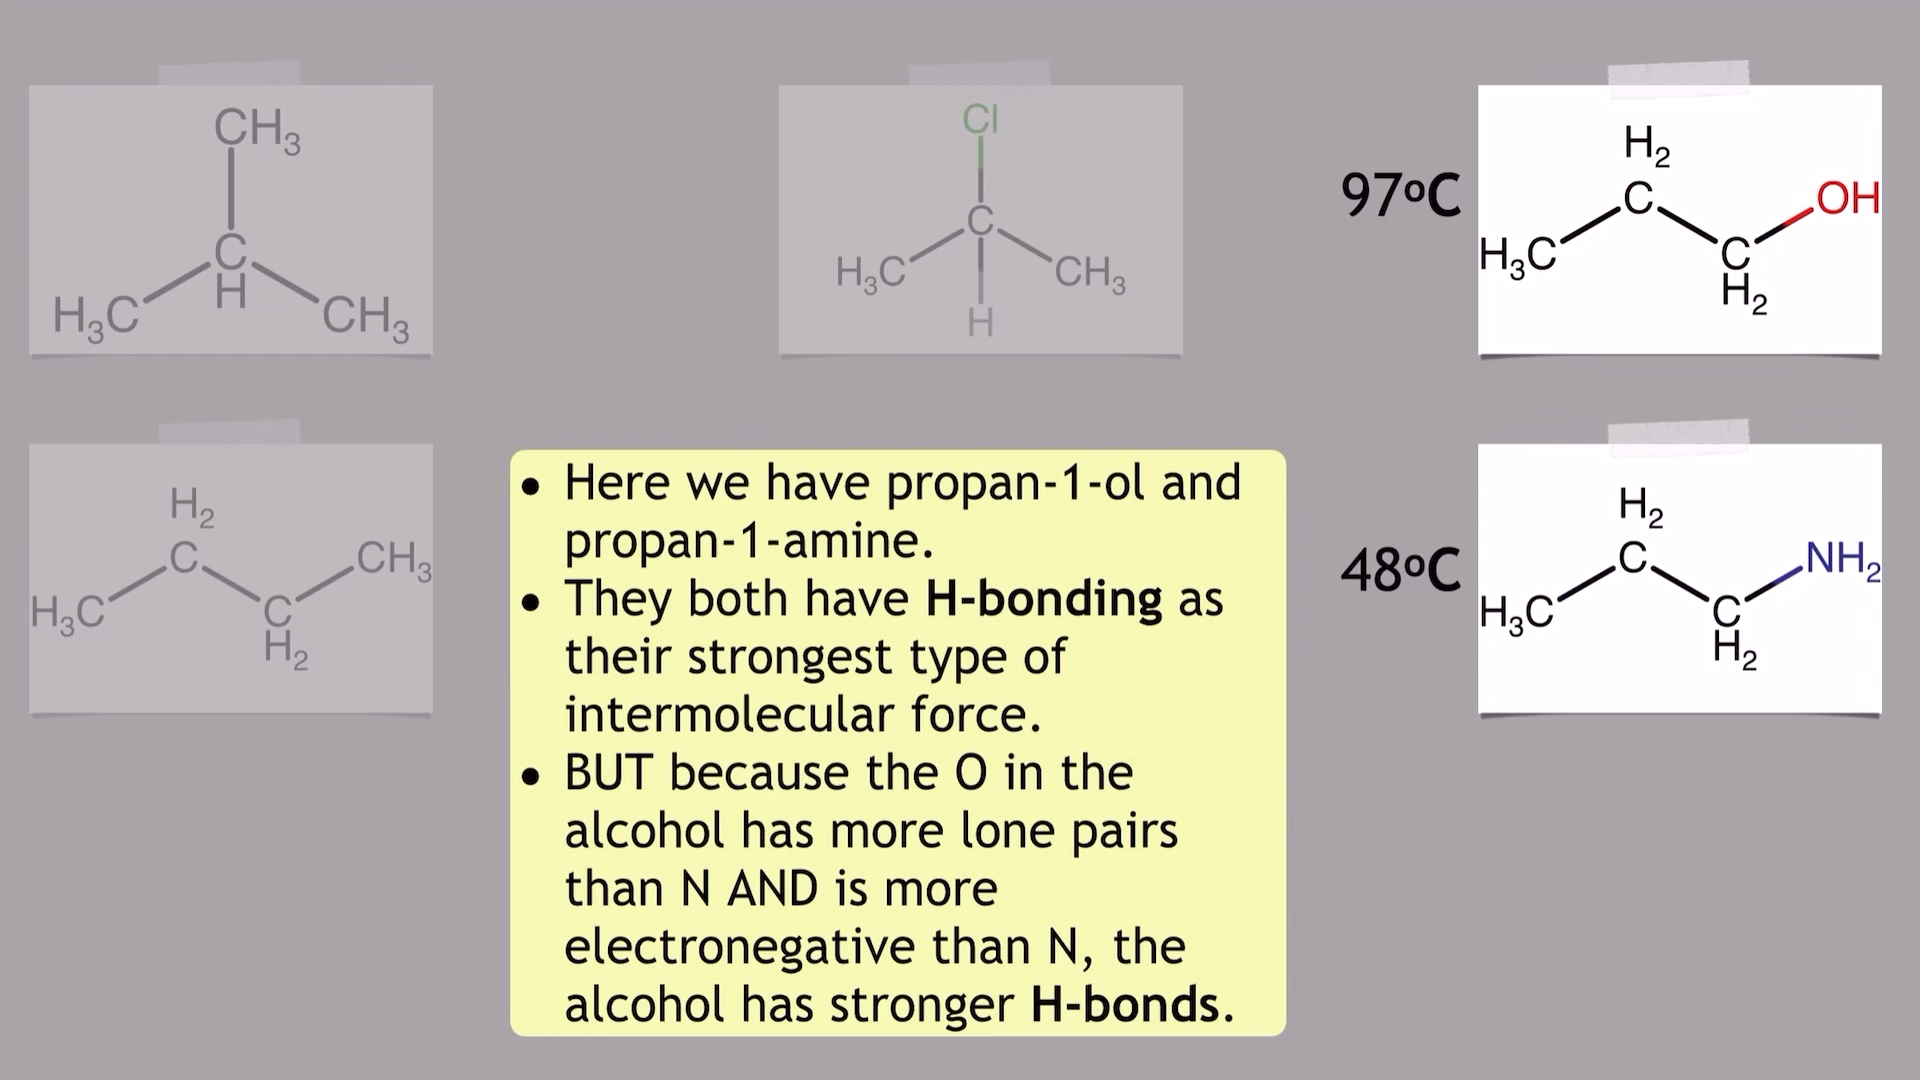 CH₃
C
H
H₃C CH₃
Cl
C
H₃C CH₃
H
97°C
H₂
C OH
H₃C C
H₂
H₂
C CH₃
H₃C C
H₂
• Here we have propan-1-ol and
propan-1-amine.
• They both have H-bonding as
their strongest type of
intermolecular force.
• BUT because the O in the
alcohol has more lone pairs
than N AND is more
electronegative than N, the
alcohol has stronger H-bonds.
48°C
H₂
C NH₂
H₃C C
H₂